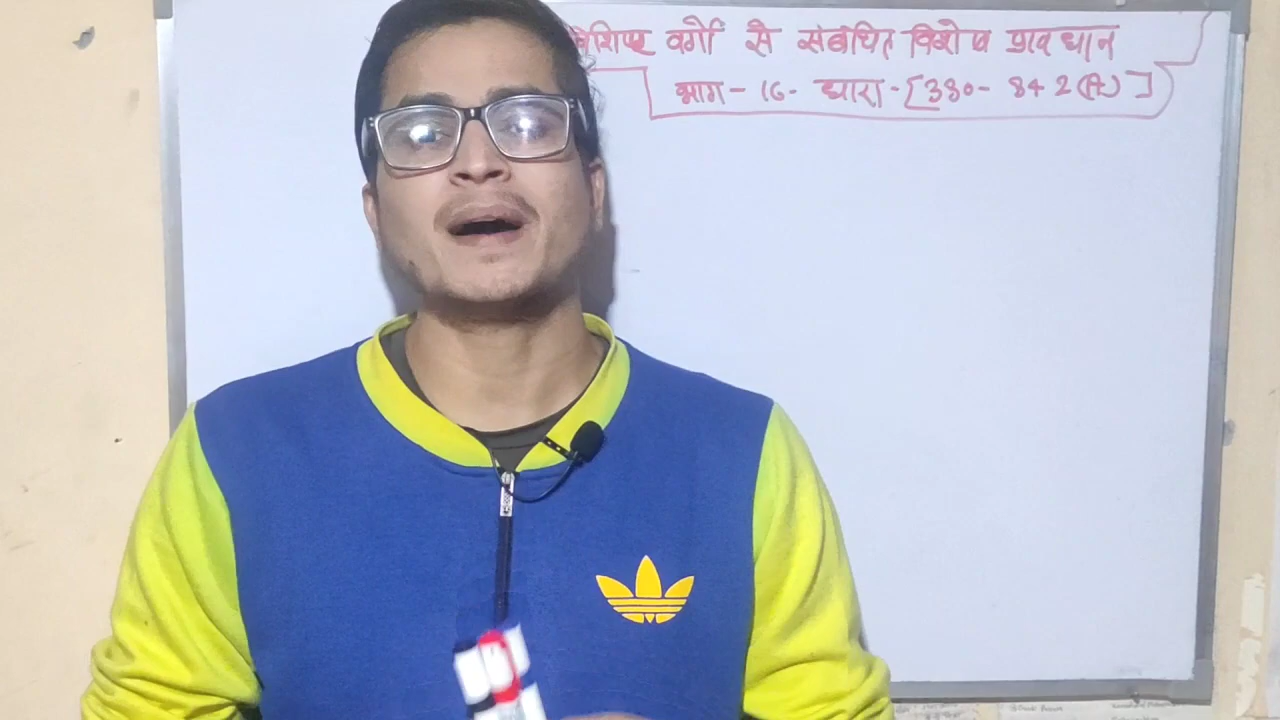 विशिष्ट वर्गों से संबंधित विशेष प्रावधान
भाग - 16 - धारा - [330 - 342 (A)]